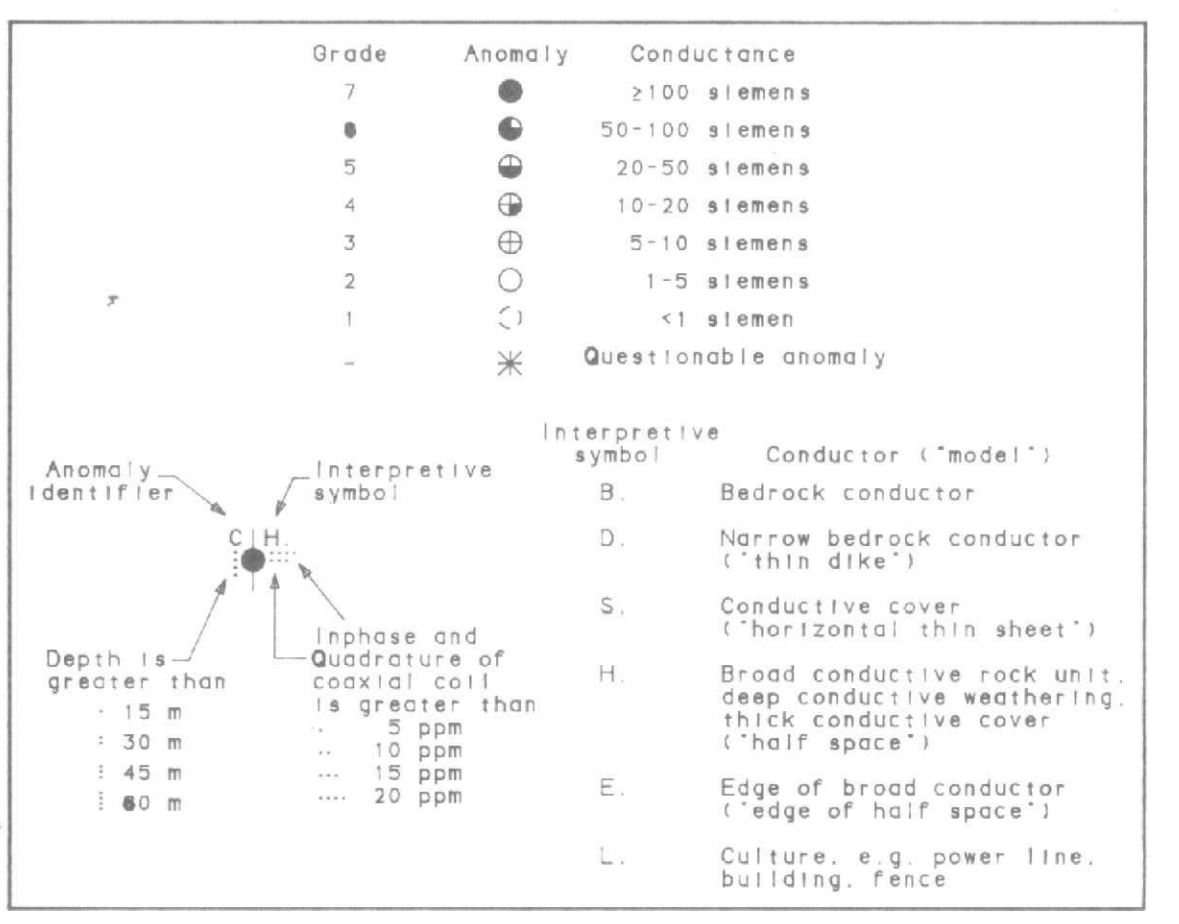 Grade Anomaly Conductance
7 ≥100 siemens
6 50-100 siemens
5 20-50 siemens
4 10-20 siemens
3 5-10 siemens
2 1-5 siemens
1 <1 siemen
- Questionable anomaly
Anomaly
identifier
Interpretive
symbol
C H.
Depth is
greater than
15 m
30 m
45 m
60 m
Inphase and
Quadrature of
coaxial coil
is greater than
. 5 ppm
.. 10 ppm
... 15 ppm
.... 20 ppm
Interpretive
symbol Conductor ("model")
B. Bedrock conductor
D. Narrow bedrock conductor
("thin dike")
S. Conductive cover
("horizontal thin sheet")
H. Broad conductive rock unit,
deep conductive weathering,
thick conductive cover
("half space")
E. Edge of broad conductor
("edge of half space")
L. Culture, e.g. power line,
building, fence